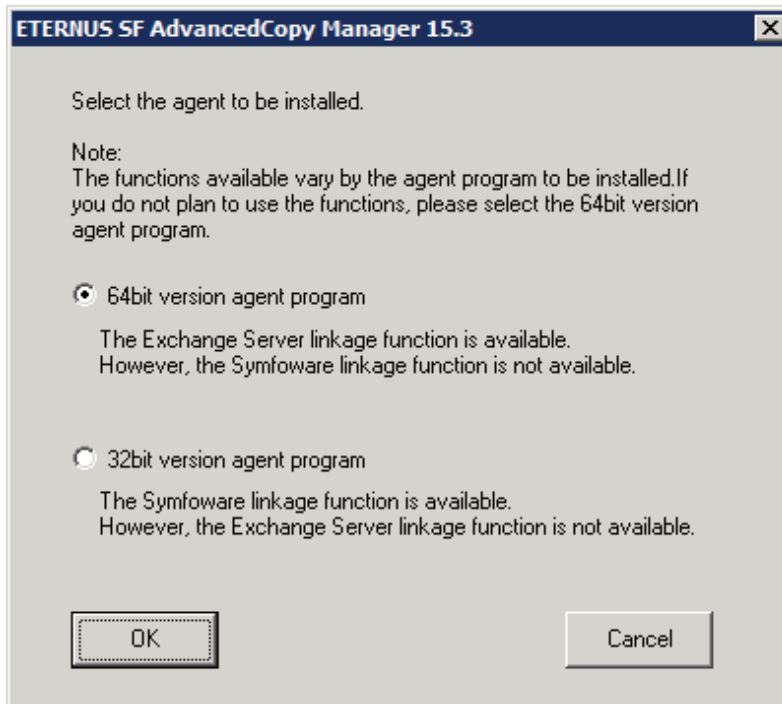 ETERNUS SF AdvancedCopy Manager 15.3
Select the agent to be installed.
Note:
The functions available vary by the agent program to be installed.If
you do not plan to use the functions, please select the 64bit version
agent program.
64bit version agent program
The Exchange Server linkage function is available.
However, the Symfoware linkage function is not available.
32bit version agent program
The Symfoware linkage function is available.
However, the Exchange Server linkage function is not available.
OK
Cancel